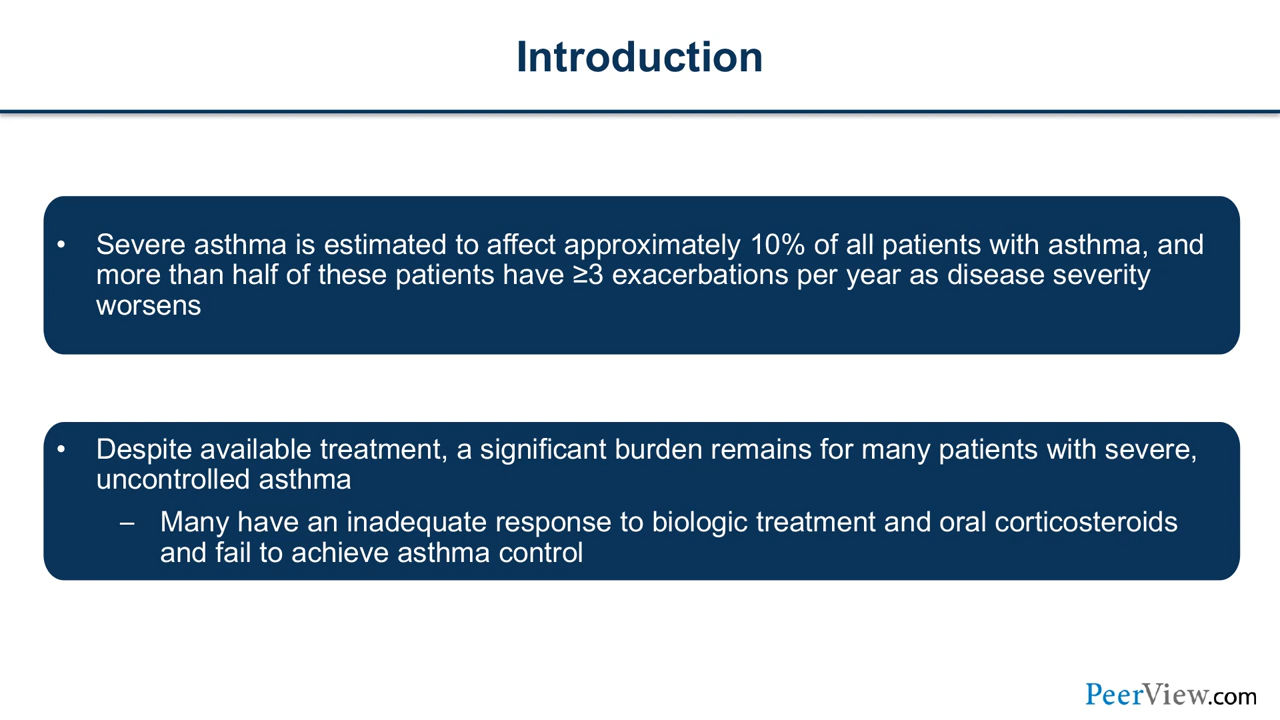 Introduction
• Severe asthma is estimated to affect approximately 10% of all patients with asthma, and
more than half of these patients have ≥3 exacerbations per year as disease severity
worsens
• Despite available treatment, a significant burden remains for many patients with severe,
uncontrolled asthma
– Many have an inadequate response to biologic treatment and oral corticosteroids
and fail to achieve asthma control
PeerView.com